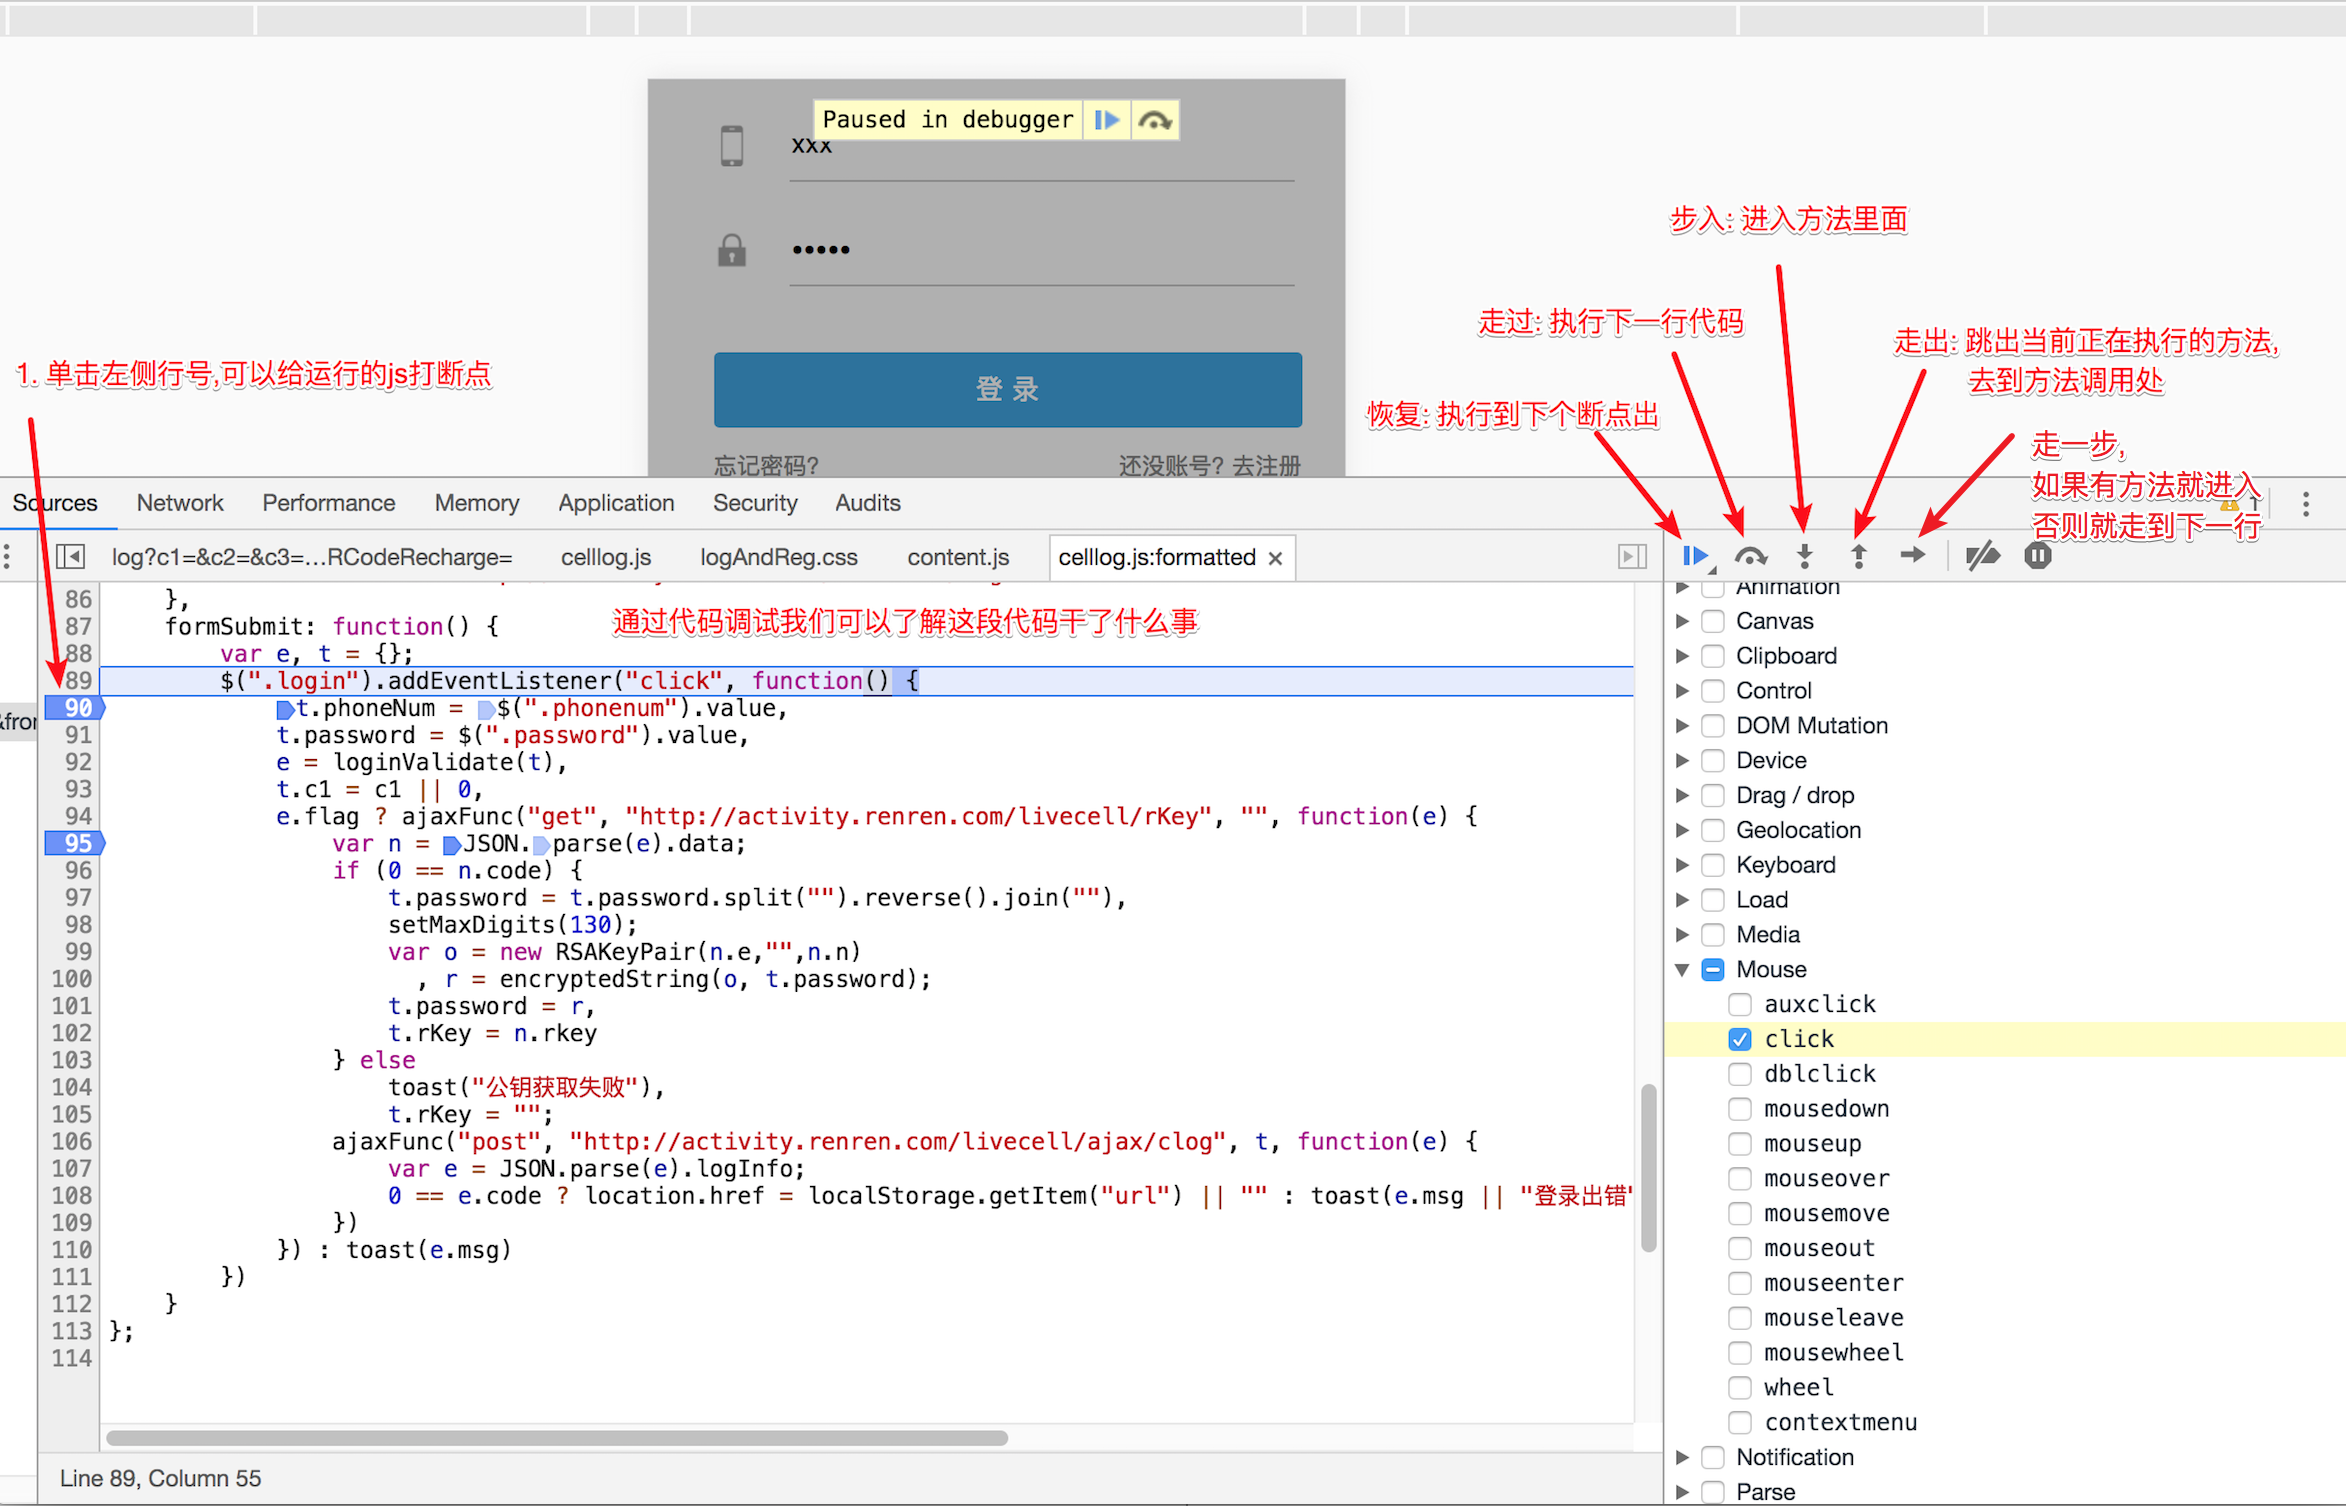 Paused in debugger
xxx
•••••
登 录
忘记密码?
还没账号? 去注册
步入: 进入方法里面
走过: 执行下一行代码
走出: 跳出当前正在执行的方法,
去到方法调用处
1. 单击左侧行号,可以给运行的js打断点
恢复: 执行到下个断点出
走一步,
如果有方法就进入
否则就走到下一行
Sources Network Performance Memory Application Security Audits
1
log?c1=&c2=&c3=…RCodeRecharge= celllog.js logAndReg.css content.js celllog.js:formatted ×
通过代码调试我们可以了解这段代码干了什么事
&fror
86 },
87 formSubmit: function() {
88 var e, t = {};
89 $(".login").addEventListener("click", function() {
90 t.phoneNum = $(".phonenum").value,
91 t.password = $(".password").value,
92 e = loginValidate(t),
93 t.c1 = c1 || 0,
94 e.flag ? ajaxFunc("get", "http://activity.renren.com/livecell/rKey", "", function(e) {
95 var n = JSON.parse(e).data;
96 if (0 == n.code) {
97 t.password = t.password.split("").reverse().join(""),
98 setMaxDigits(130);
99 var o = new RSAKeyPair(n.e,"",n.n)
100 , r = encryptedString(o, t.password);
101 t.password = r,
102 t.rKey = n.rkey
103 } else
104 toast("公钥获取失败"),
105 t.rKey = "";
106 ajaxFunc("post", "http://activity.renren.com/livecell/ajax/clog", t, function(e) {
107 var e = JSON.parse(e).logInfo;
108 0 == e.code ? location.href = localStorage.getItem("url") || "" : toast(e.msg || "登录出错"
109 })
110 }) : toast(e.msg)
111 })
112 }
113 };
114
Line 89, Column 55
Animation
Canvas
Clipboard
Control
DOM Mutation
Device
Drag / drop
Geolocation
Keyboard
Load
Media
Mouse
auxclick
click
dblclick
mousedown
mouseup
mouseover
mousemove
mouseout
mouseenter
mouseleave
mousewheel
wheel
contextmenu
Notification
Parse